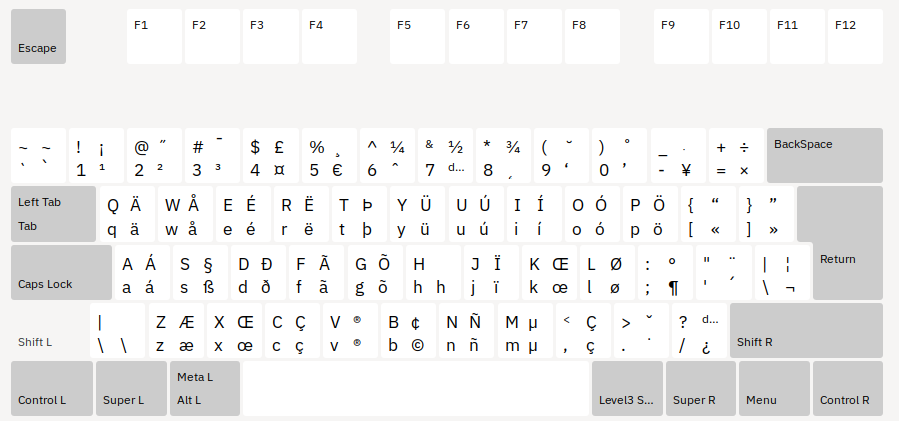 F1 F2 F3 F4 F5 F6 F7 F8 F9 F10 F11 F12
Escape
~ ~ ! ¡ @ ˝ # ¯ $ £ % ¸ ^ ¼ & ½ * ¾ ( ˘ ) ° _ . + ÷ BackSpace
` ` 1 ¹ 2 ² 3 ³ 4 ¤ 5 € 6 ^ 7 d... 8 ˛ 9 ‘ 0 ’ - ¥ = ×
Left Tab Q Ä W Å E É R Ë T Þ Y Ü U Ú I Í O Ó P Ö { “ } ”
Tab q ä w å e é r ë t þ y ü u ú i í o ó p ö [ « ] »
A Á S § D Ð F Ã G Õ H J Ï K Œ L Ø : ° " ¨ | ¦ Return
Caps Lock a á s ß d ð f ã g õ h h j ï k œ l ø ; ¶ ' ´ \ ¬
| Z Æ X Œ C Ç V ® B ¢ N Ñ M µ < Ç > ˇ ? d...
Shift L \ \ z æ x œ c ç v ® b © n ñ m µ , ç . ˙ / ¿ Shift R
Meta L
Control L Super L Alt L Level3 S... Super R Menu Control R